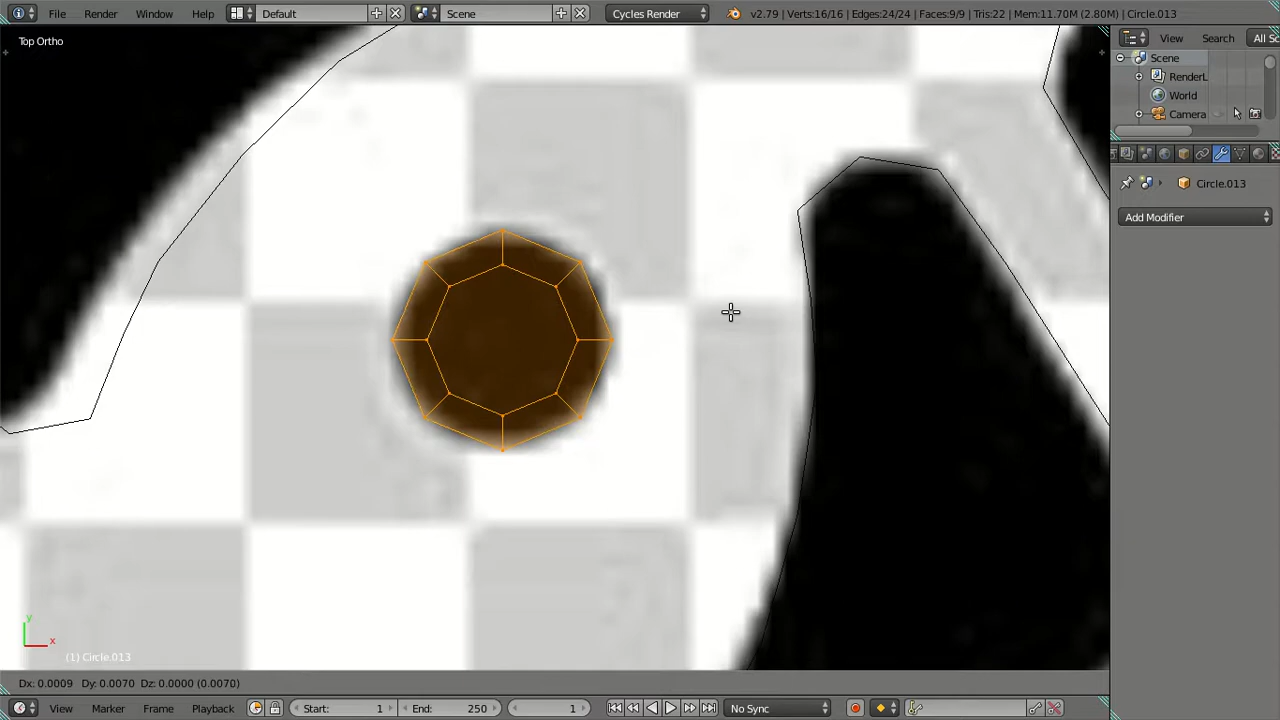 File Render Window Help Default Scene Cycles Render v2.79 | Verts:16/16 | Edges:24/24 | Faces:9/9 | Tris:22 | Mem:11.70M (2.80M) | Circle.013
Top Ortho
View Search All Sc
Scene
RenderL
World
Camera
Circle.013
Add Modifier
y
x
(1) Circle.013
Dx: 0.0009 Dy: 0.0070 Dz: 0.0000 (0.0070)
View Marker Frame Playback Start: 1 End: 250 1 No Sync